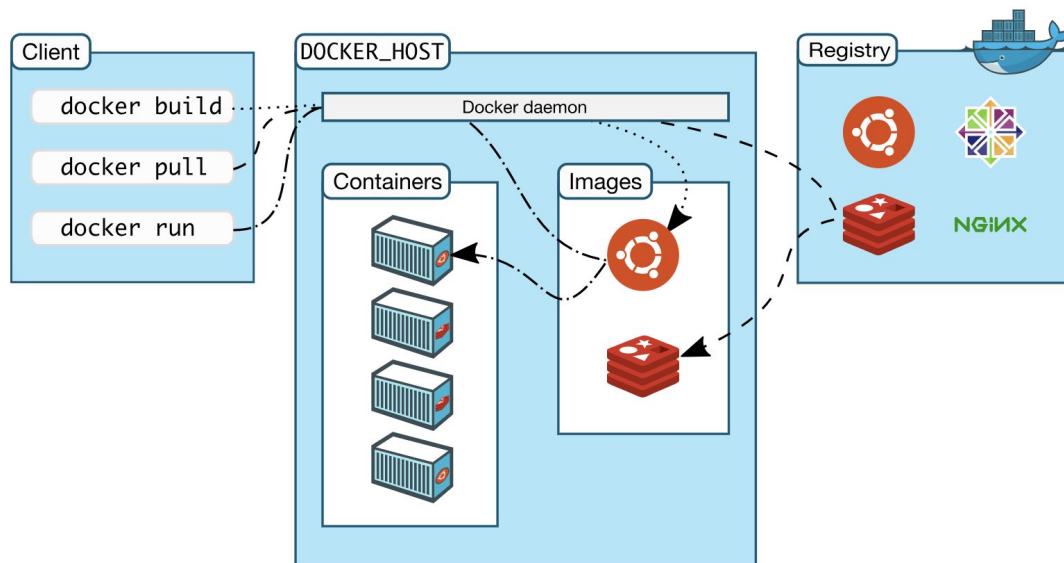 Client
docker build
docker pull
docker run
DOCKER_HOST
Docker daemon
Containers
Images
Registry
NGiNX